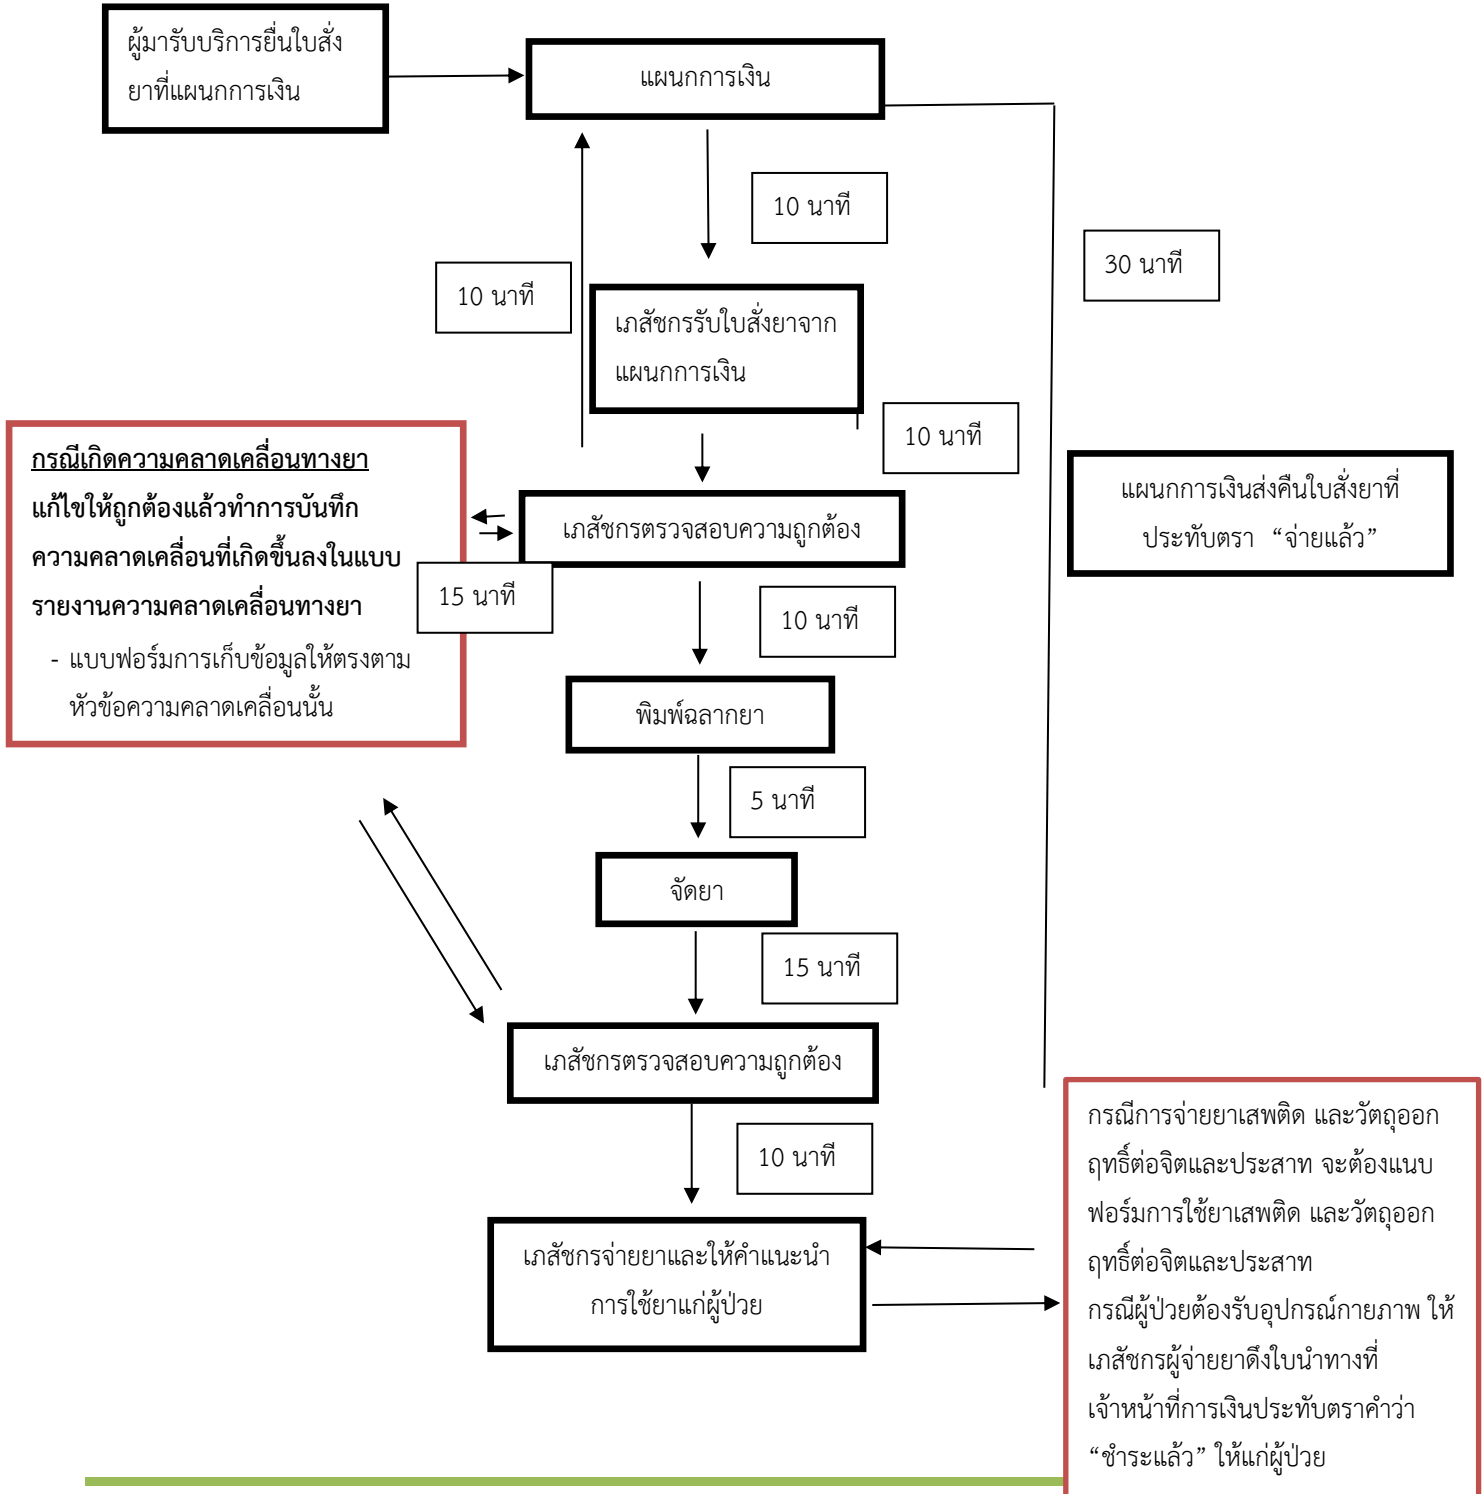 ผู้มารับบริการยื่นใบสั่ง
ยาที่แผนกการเงิน
แผนกการเงิน
10 นาที
30 นาที
10 นาที
เภสัชกรรับใบสั่งยาจาก
แผนกการเงิน
10 นาที
กรณีเกิดความคลาดเคลื่อนทางยา
แก้ไขให้ถูกต้องแล้วทำการบันทึก
ความคลาดเคลื่อนที่เกิดขึ้นลงในแบบ
รายงานความคลาดเคลื่อนทางยา
- แบบฟอร์มการเก็บข้อมูลให้ตรงตาม
หัวข้อความคลาดเคลื่อนนั้น
เภสัชกรตรวจสอบความถูกต้อง
แผนกการเงินส่งคืนใบสั่งยาที่
ประทับตรา “จ่ายแล้ว”
15 นาที
10 นาที
พิมพ์ฉลากยา
5 นาที
จัดยา
15 นาที
เภสัชกรตรวจสอบความถูกต้อง
10 นาที
เภสัชกรจ่ายยาและให้คำแนะนำ
การใช้ยาแก่ผู้ป่วย
กรณีการจ่ายยาเสพติด และวัตถุออก
ฤทธิ์ต่อจิตและประสาท จะต้องแนบ
ฟอร์มการใช้ยาเสพติด และวัตถุออก
ฤทธิ์ต่อจิตและประสาท
กรณีผู้ป่วยต้องรับอุปกรณ์กายภาพ ให้
เภสัชกรผู้จ่ายยาดึงใบนำทางที่
เจ้าหน้าที่การเงินประทับตราคำว่า
“ชำระแล้ว” ให้แก่ผู้ป่วย